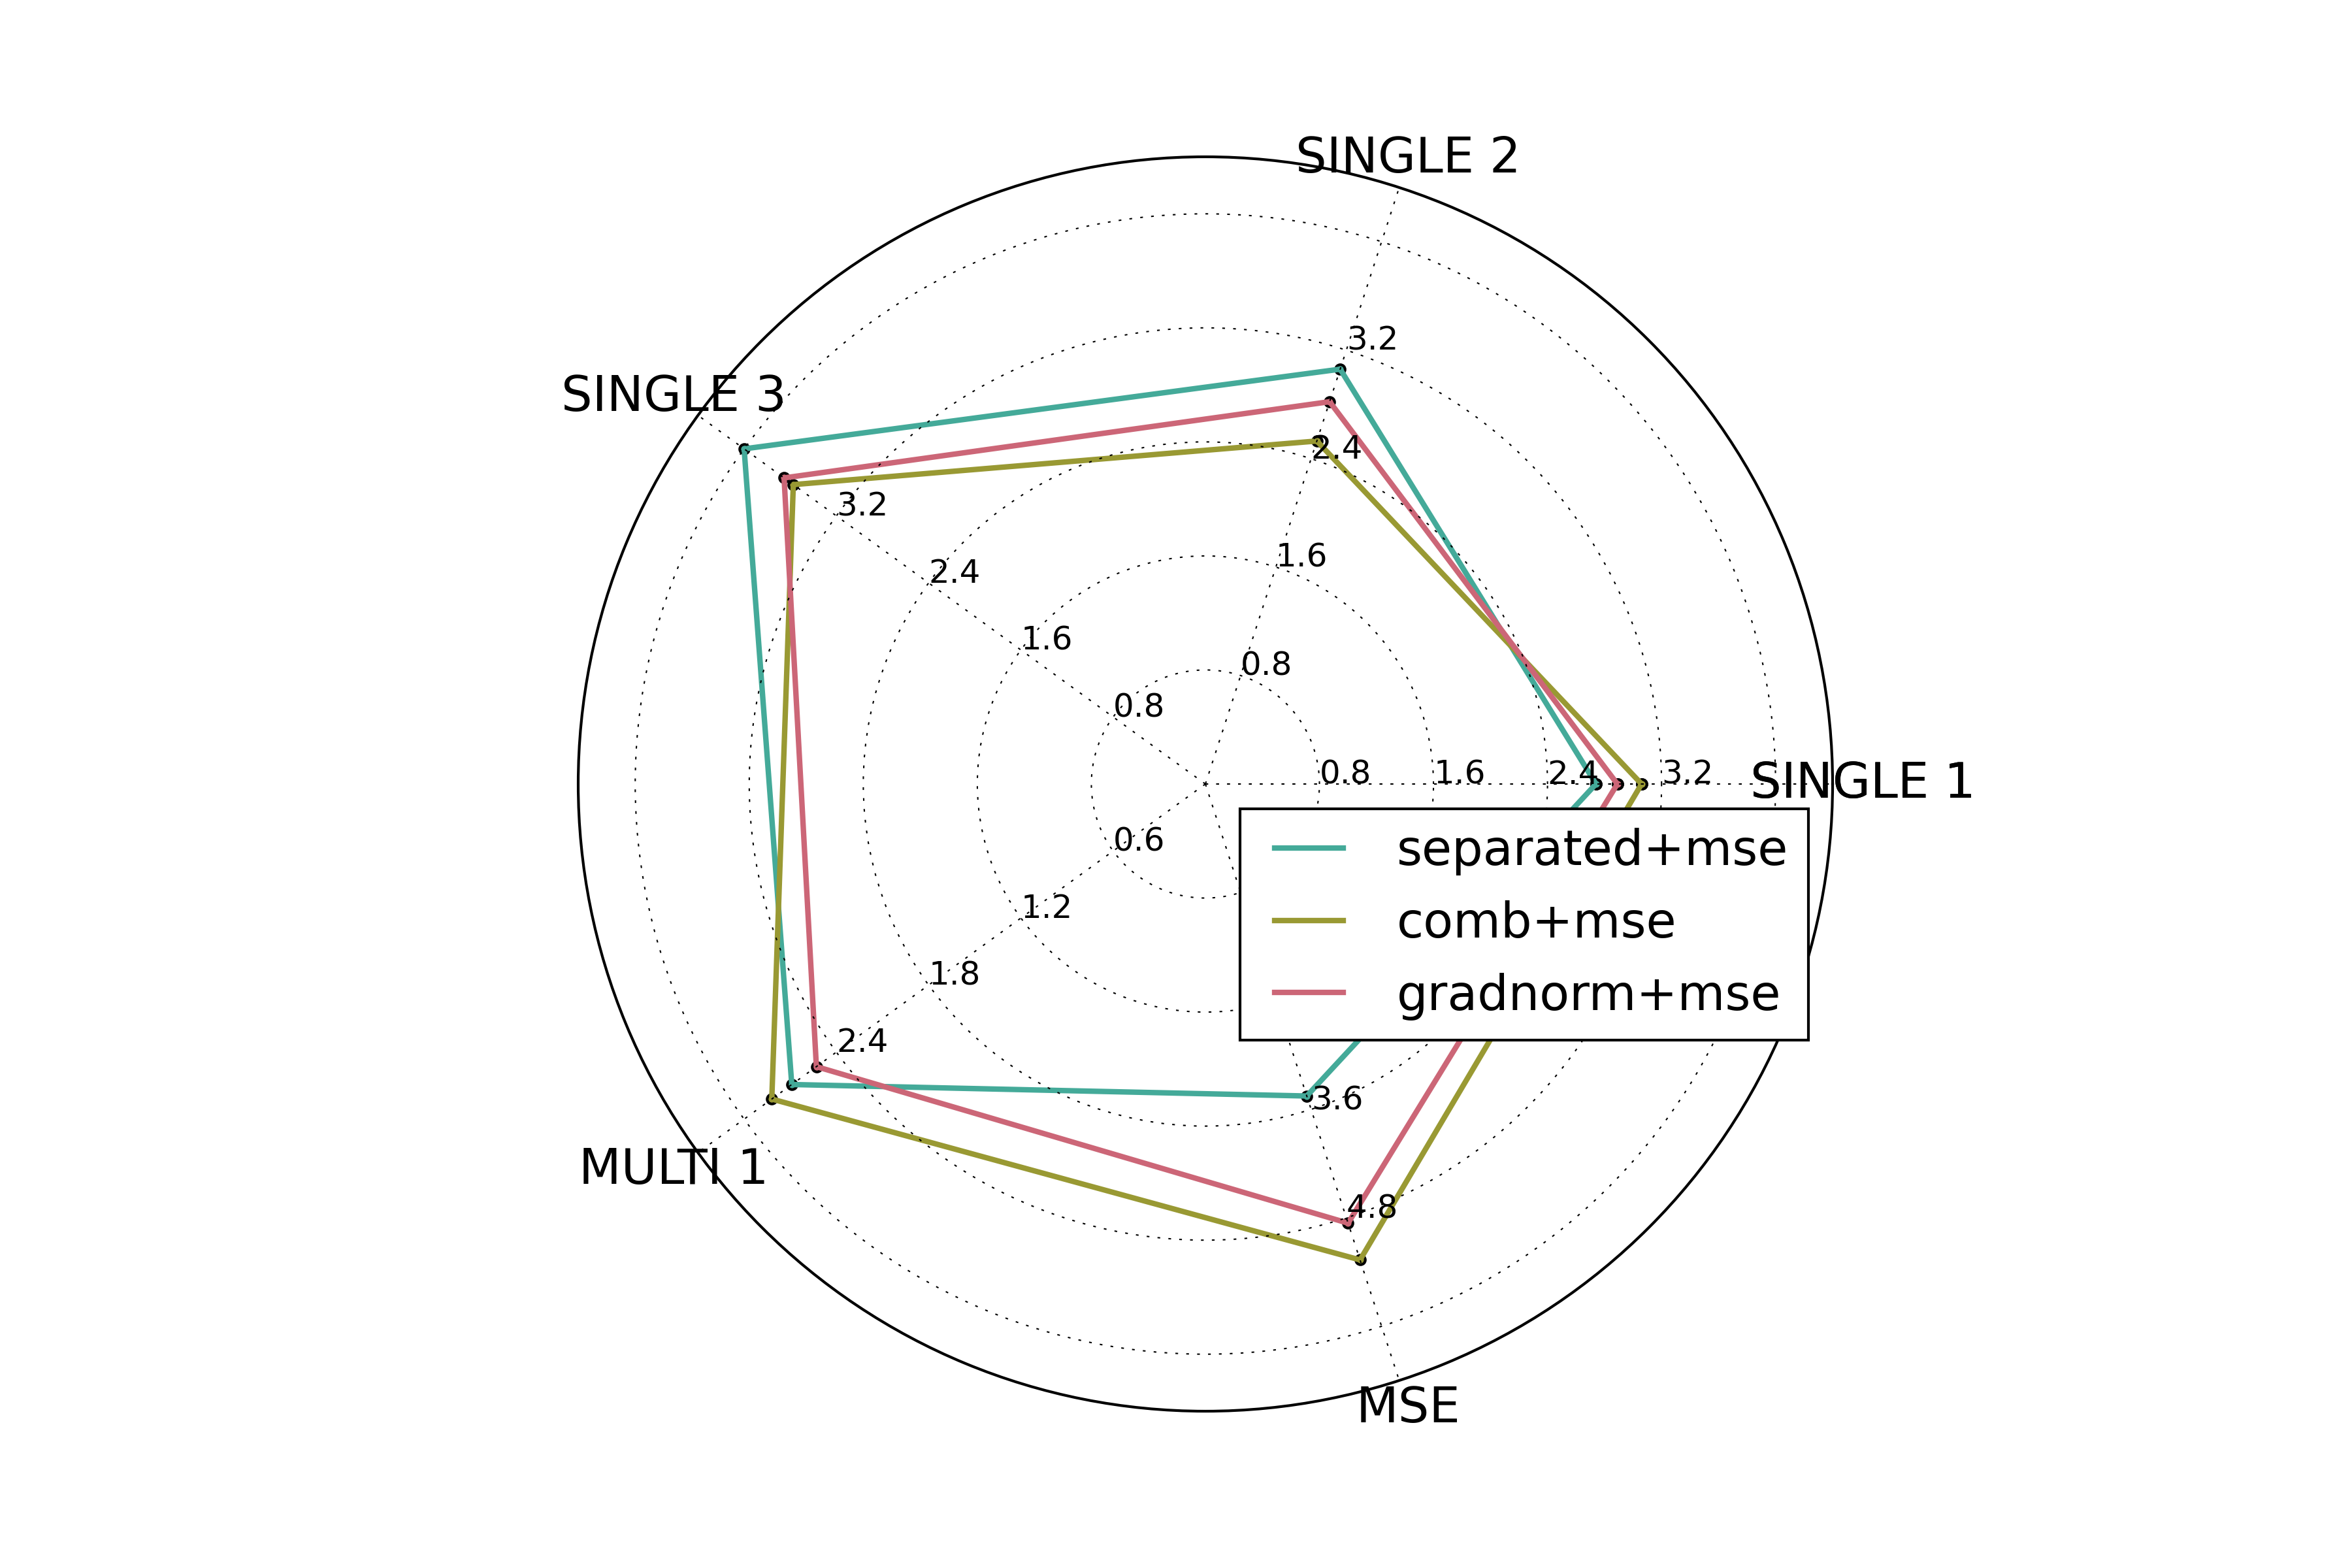 SINGLE 2
3.2
SINGLE 3
2.4
3.2
1.6
2.4
1.6
0.8
0.8
0.8
1.6
2.4
3.2
SINGLE 1
0.6
separated+mse
1.2
comb+mse
1.8
gradnorm+mse
2.4
3.6
MULTI 1
4.8
MSE